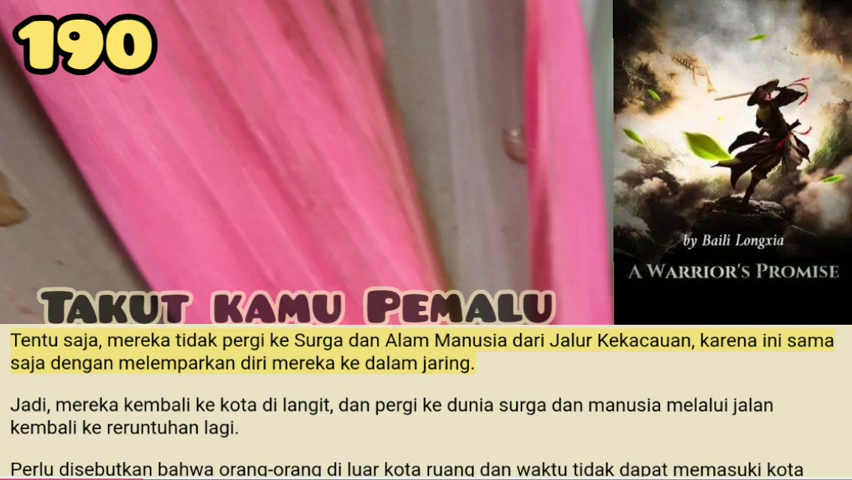 190
by Baili Longxia
A WARRIOR'S PROMISE
TAKUT KAMU PEMALU
Tentu saja, mereka tidak pergi ke Surga dan Alam Manusia dari Jalur Kekacauan, karena ini sama
saja dengan melemparkan diri mereka ke dalam jaring.
Jadi, mereka kembali ke kota di langit, dan pergi ke dunia surga dan manusia melalui jalan
kembali ke reruntuhan lagi.
Perlu disebutkan bahwa orang-orang di luar kota ruang dan waktu tidak dapat memasuki kota